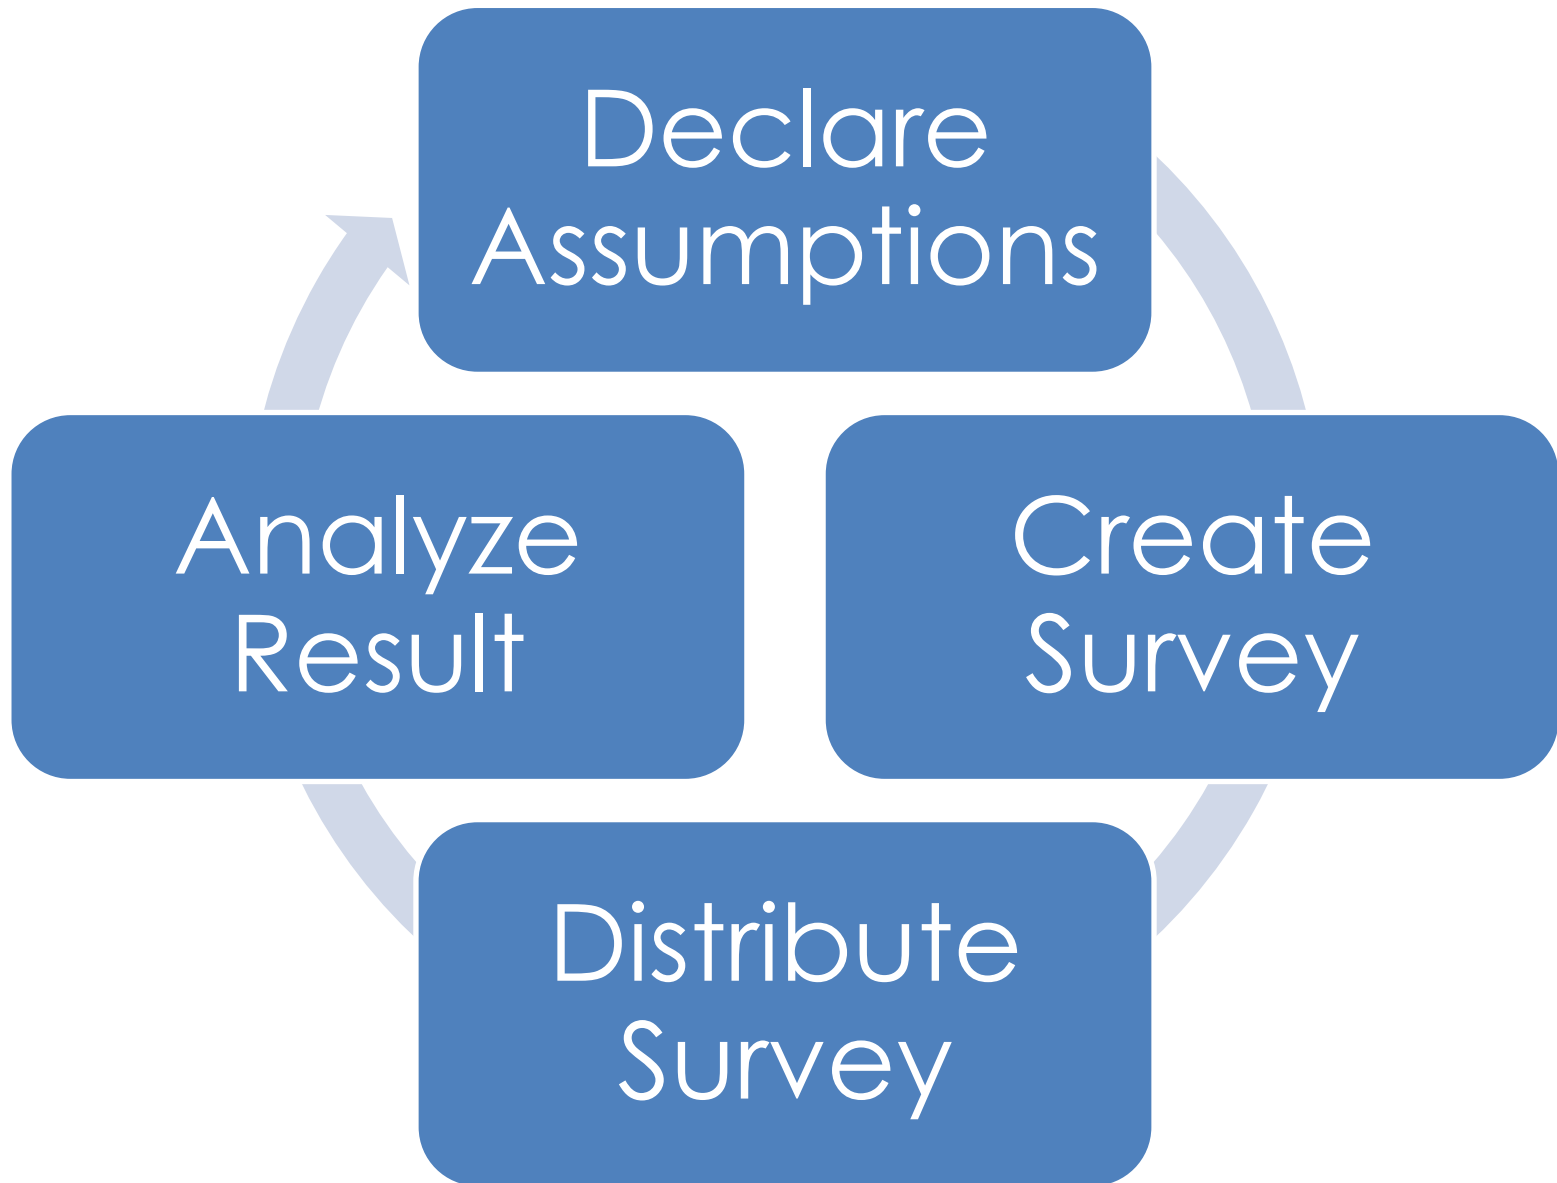 Declare
Assumptions
Create
Survey
Distribute
Survey
Analyze
Result